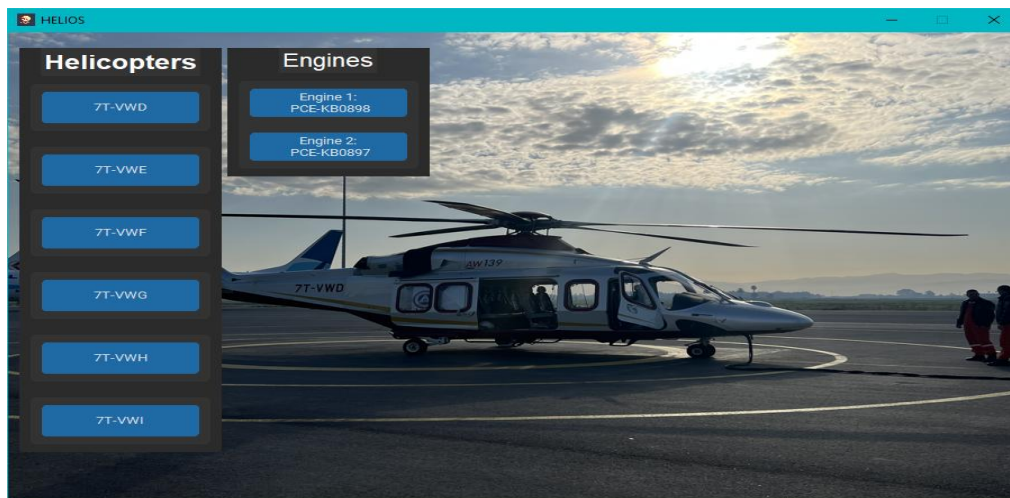 HELIOS
Helicopters
7T-VWD
7T-VWE
7T-VWF
7T-VWG
7T-VWH
7T-VWI
Engines
Engine 1:
PCE-KB0898
Engine 2:
PCE-KB0897
AW139
7T-VWD